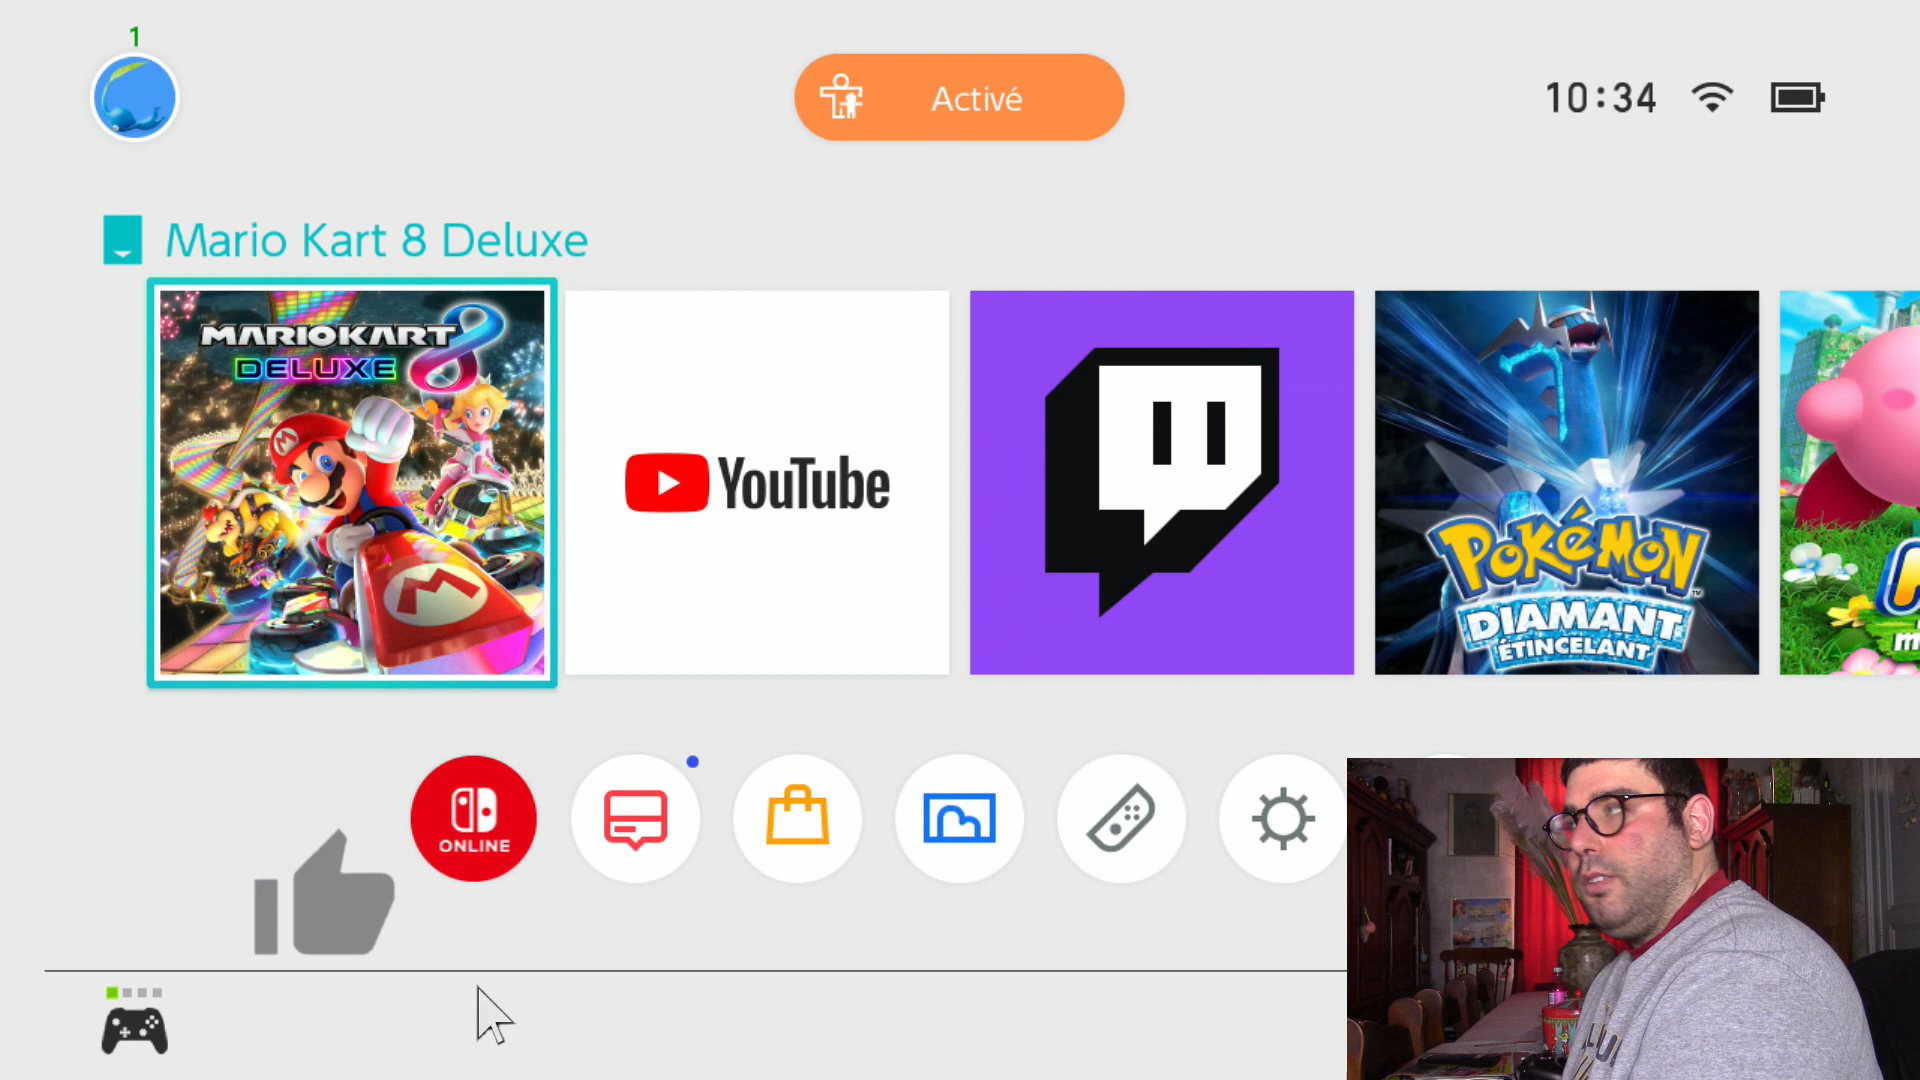 1
Activé
10:34
Mario Kart 8 Deluxe
MARIOKART 8
DELUXE
YouTube
POKÉMON
DIAMANT
ÉTINCELANT
ONLINE